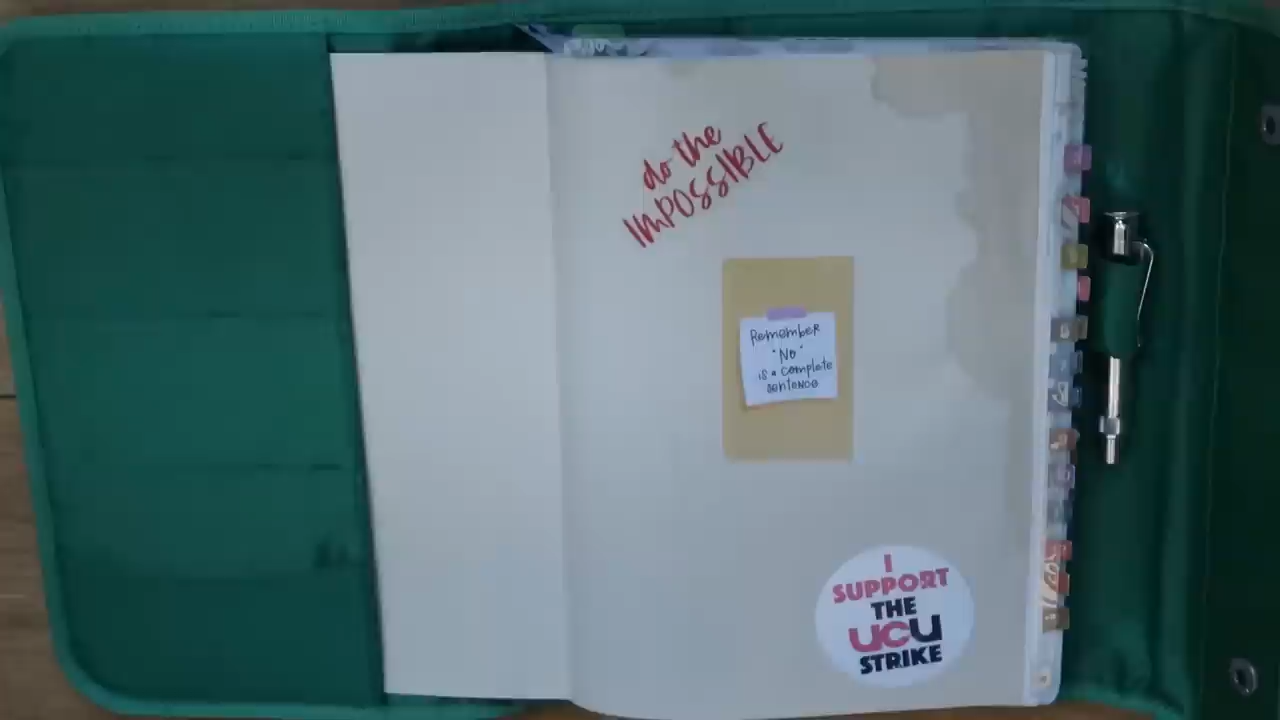 do the
IMPOSSIBLE
Remember
"No"
is a complete
sentence
I
SUPPORT
THE
UCU
STRIKE